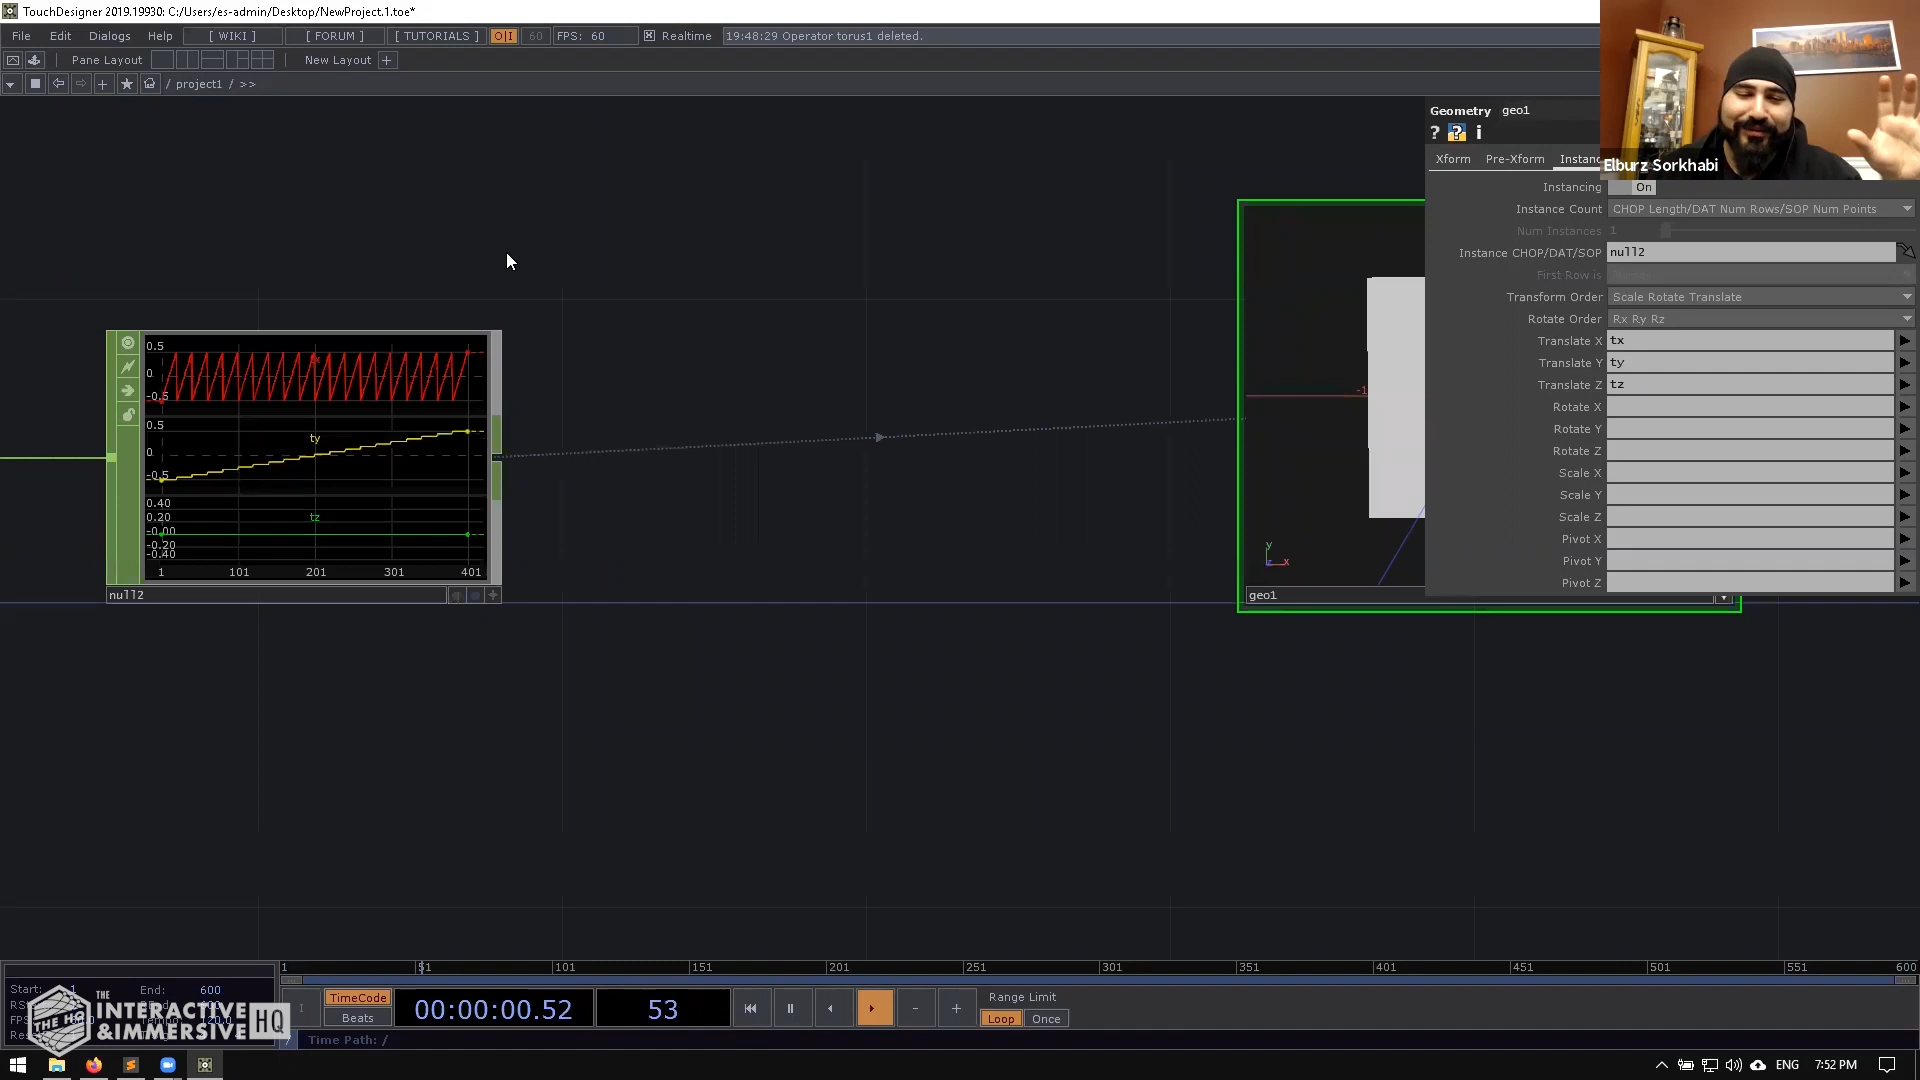 TouchDesigner 2019.19930: C:/Users/es-admin/Desktop/NewProject.1.toe*
File Edit Dialogs Help [ WIKI ] [ FORUM ] [ TUTORIALS ] O|I 60 FPS: 60 Realtime 19:48:29 Operator torus1 deleted.
Pane Layout New Layout +
/ project1 / >>
Geometry geo1
? ? i
Xform Pre-Xform Instanc
Elburz Sorkhabi
Instancing On
Instance Count CHOP Length/DAT Num Rows/SOP Num Points
Num Instances 1
Instance CHOP/DAT/SOP null2
First Row is
Transform Order Scale Rotate Translate
Rotate Order Rx Ry Rz
Translate X tx
Translate Y ty
Translate Z tz
Rotate X
Rotate Y
Rotate Z
Scale X
Scale Y
Scale Z
Pivot X
Pivot Y
Pivot Z
0.5
0
-0.5
0.5
ty
0
-0.5
0.40
0.20
tz
-0.00
-0.20
-0.40
1 101 201 301 401
null2
-1
y
x
geo1
1 51 101 151 201 251 301 351 401 451 501 551 600
Start: 1 End: 600
TimeCode
Beats
00:00:00.52
53
Range Limit
Loop Once
Time Path: /
THE HQ
THE
INTERACTIVE
& IMMERSIVE HQ
ENG 7:52 PM